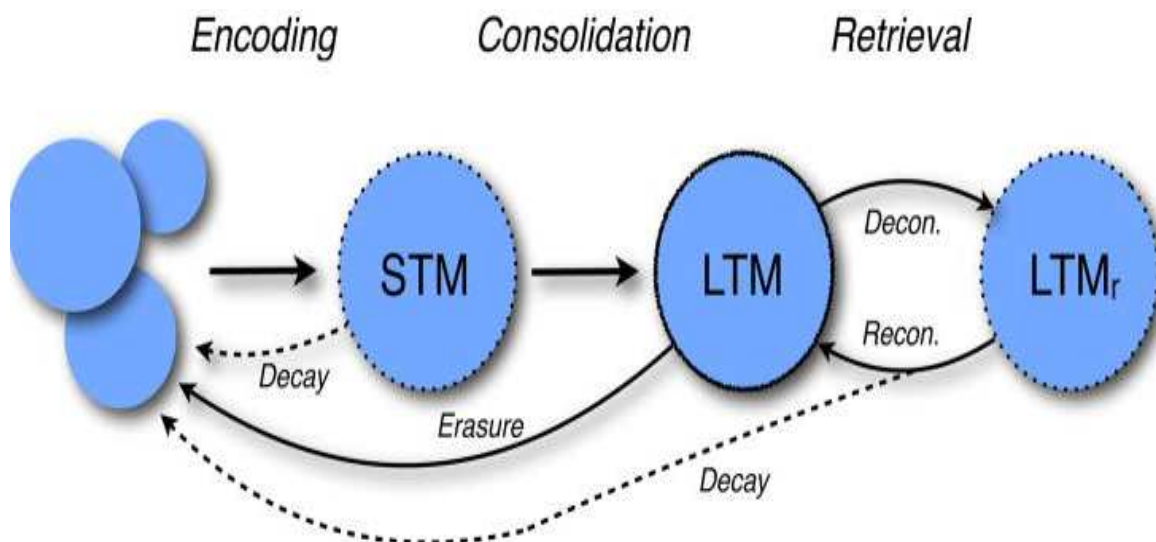 Encoding Consolidation Retrieval
STM
LTM
Decon.
LTMr
Recon.
Decay
Erasure
Decay